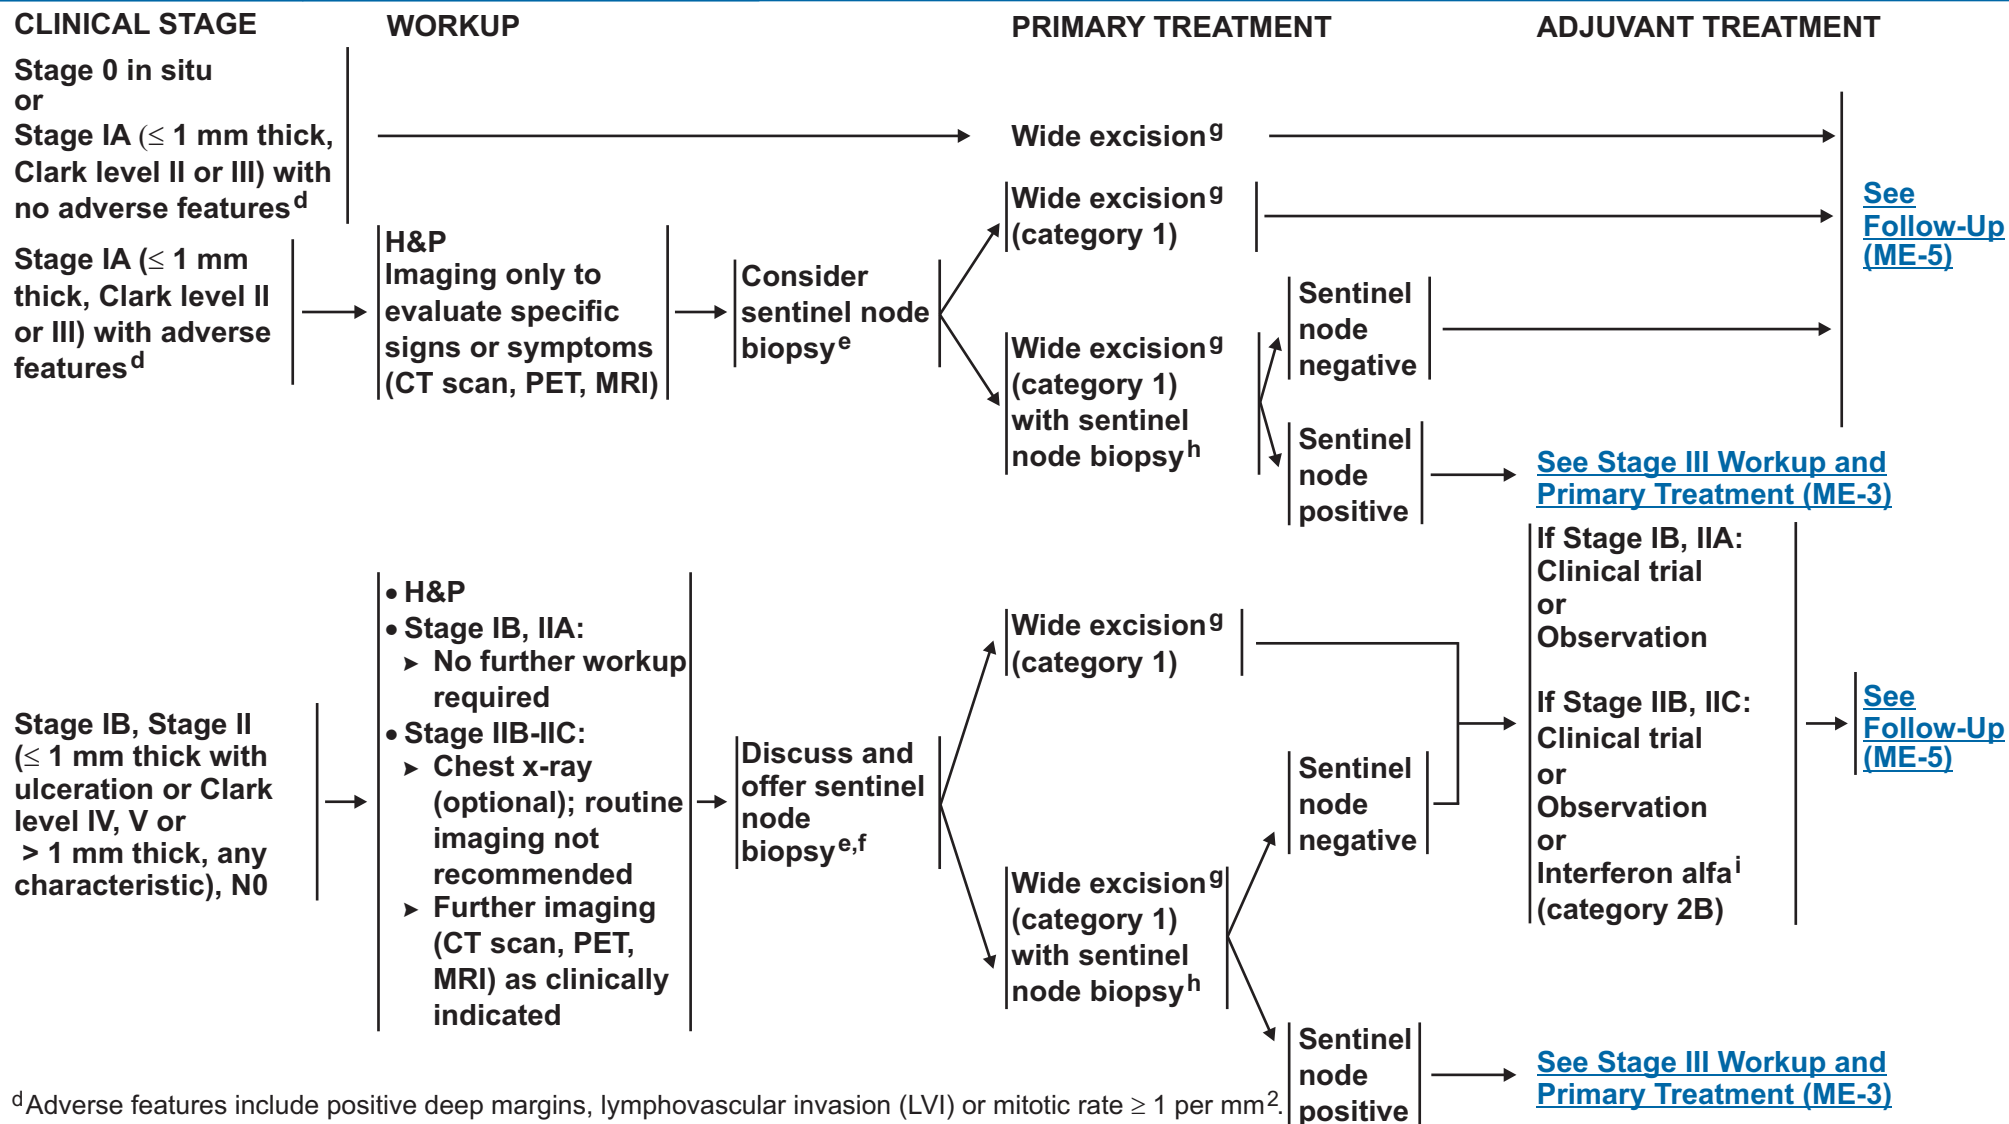 CLINICAL STAGE
WORKUP
PRIMARY TREATMENT
ADJUVANT TREATMENT
Stage 0 in situ
or
Stage IA (≤ 1 mm thick,
Clark level II or III) with
no adverse features d
Wide excision g
Stage IA (≤ 1 mm
thick, Clark level II
or III) with adverse
features d
H&P
Imaging only to
evaluate specific
signs or symptoms
(CT scan, PET, MRI)
Consider
sentinel node
biopsy e
Wide excision g
(category 1)
Wide excision g
(category 1)
with sentinel
node biopsy h
Sentinel
node
negative
Sentinel
node
positive
See
Follow-Up
(ME-5)
See Stage III Workup and
Primary Treatment (ME-3)
Stage IB, Stage II
(≤ 1 mm thick with
ulceration or Clark
level IV, V or
> 1 mm thick, any
characteristic), N0
• H&P
• Stage IB, IIA:
➤ No further workup
required
• Stage IIB-IIC:
➤ Chest x-ray
(optional); routine
imaging not
recommended
➤ Further imaging
(CT scan, PET,
MRI) as clinically
indicated
Discuss and
offer sentinel
node
biopsy e,f
Wide excision g
(category 1)
Wide excision g
(category 1)
with sentinel
node biopsy h
Sentinel
node
negative
Sentinel
node
positive
If Stage IB, IIA:
Clinical trial
or
Observation
If Stage IIB, IIC:
Clinical trial
or
Observation
or
Interferon alfa i
(category 2B)
See
Follow-Up
(ME-5)
See Stage III Workup and
Primary Treatment (ME-3)
d Adverse features include positive deep margins, lymphovascular invasion (LVI) or mitotic rate ≥ 1 per mm2.